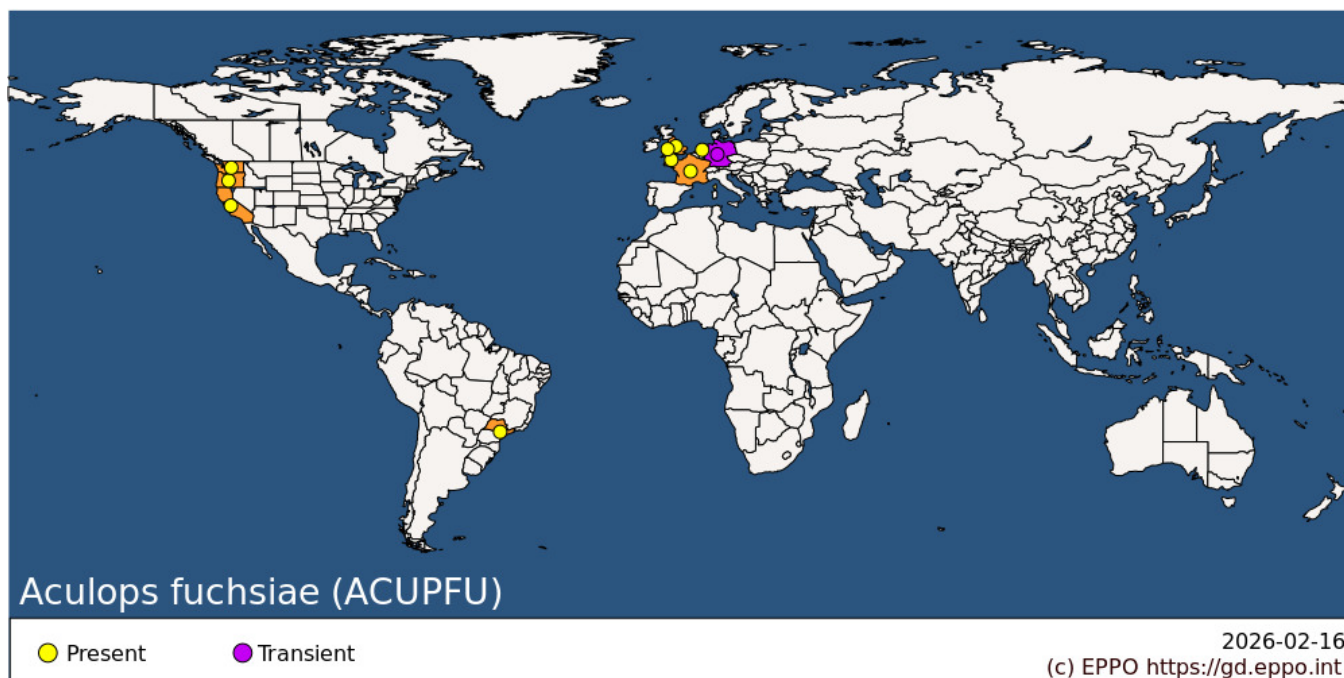 Aculops fuchsiae (ACUPFU)
Present
Transient
2026-02-16
(c) EPPO https://gd.eppo.int